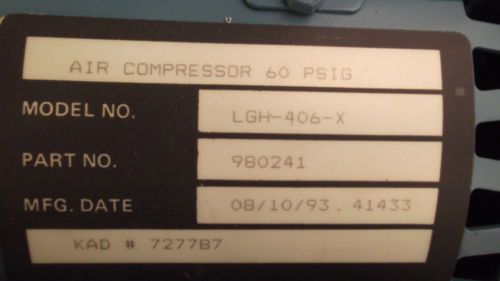 AIR COMPRESSOR 60 PSIG
MODEL NO. LGH-406-X
PART NO. 980241
MFG. DATE 08/10/93.41433
KAD # 727787